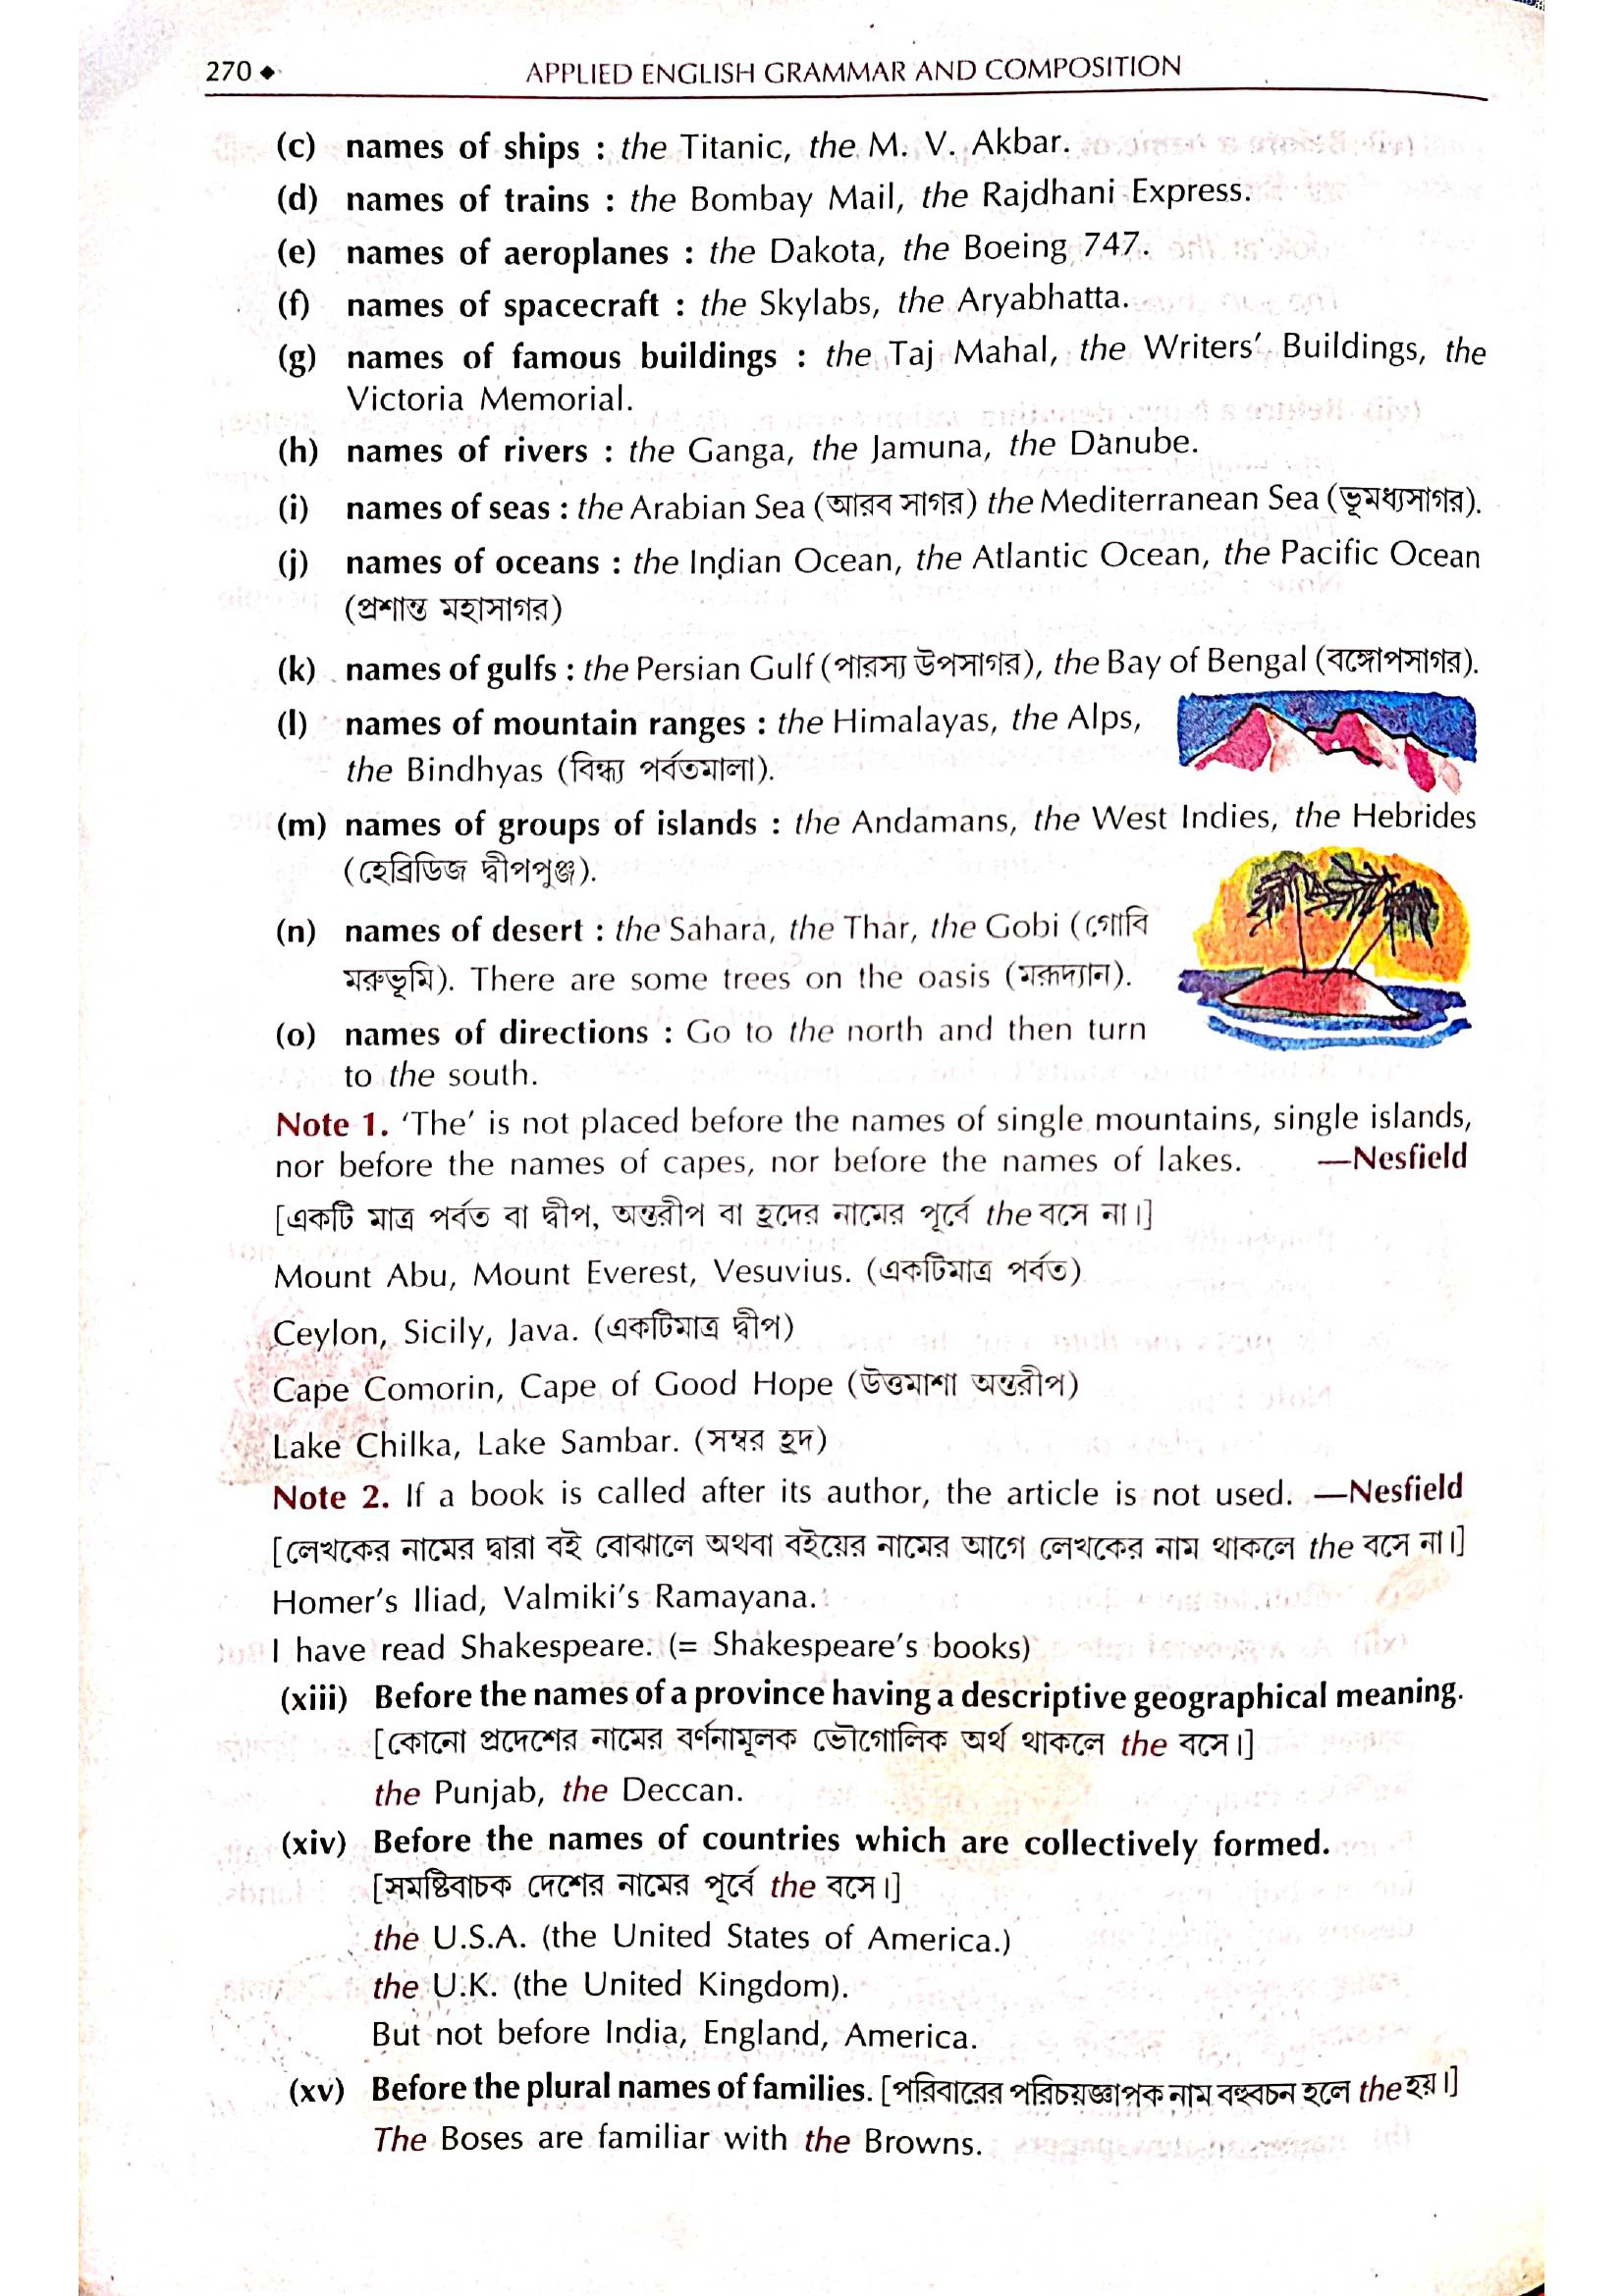 270 ◆ APPLIED ENGLISH GRAMMAR AND COMPOSITION
(c) names of ships : the Titanic, the M. V. Akbar.
(d) names of trains : the Bombay Mail, the Rajdhani Express.
(e) names of aeroplanes : the Dakota, the Boeing 747.
(f) names of spacecraft : the Skylabs, the Aryabhatta.
(g) names of famous buildings : the Taj Mahal, the Writers' Buildings, the
Victoria Memorial.
(h) names of rivers : the Ganga, the Jamuna, the Danube.
(i) names of seas : the Arabian Sea (আরব সাগর) the Mediterranean Sea (ভূমধ্যসাগর).
(j) names of oceans : the Indian Ocean, the Atlantic Ocean, the Pacific Ocean
(প্রশান্ত মহাসাগর)
(k) names of gulfs : the Persian Gulf (পারস্য উপসাগর), the Bay of Bengal (বঙ্গোপসাগর).
(l) names of mountain ranges : the Himalayas, the Alps,
the Bindhyas (বিন্ধ্য পর্বতমালা).
(m) names of groups of islands : the Andamans, the West Indies, the Hebrides
(হেব্রিডিজ দ্বীপপুঞ্জ).
(n) names of desert : the Sahara, the Thar, the Gobi (গোবি
মরুভূমি). There are some trees on the oasis (মরূদ্যান).
(o) names of directions : Go to the north and then turn
to the south.
Note 1. 'The' is not placed before the names of single mountains, single islands,
nor before the names of capes, nor before the names of lakes. —Nesfield
[একটি মাত্র পর্বত বা দ্বীপ, অন্তরীপ বা হ্রদের নামের পূর্বে the বসে না।]
Mount Abu, Mount Everest, Vesuvius. (একটিমাত্র পর্বত)
Ceylon, Sicily, Java. (একটিমাত্র দ্বীপ)
Cape Comorin, Cape of Good Hope (উত্তমাশা অন্তরীপ)
Lake Chilka, Lake Sambar. (সম্বর হ্রদ)
Note 2. If a book is called after its author, the article is not used. —Nesfield
[লেখকের নামের দ্বারা বই বোঝালে অথবা বইয়ের নামের আগে লেখকের নাম থাকলে the বসে না।]
Homer's Iliad, Valmiki's Ramayana.
I have read Shakespeare. (= Shakespeare's books)
(xiii) Before the names of a province having a descriptive geographical meaning.
[কোনো প্রদেশের নামের বর্ণনামূলক ভৌগোলিক অর্থ থাকলে the বসে।]
the Punjab, the Deccan.
(xiv) Before the names of countries which are collectively formed.
[সমষ্টিবাচক দেশের নামের পূর্বে the বসে।]
the U.S.A. (the United States of America.)
the U.K. (the United Kingdom).
But not before India, England, America.
(xv) Before the plural names of families. [পরিবারের পরিচয়জ্ঞাপক নাম বহুবচন হলে the হয়।]
The Boses are familiar with the Browns.